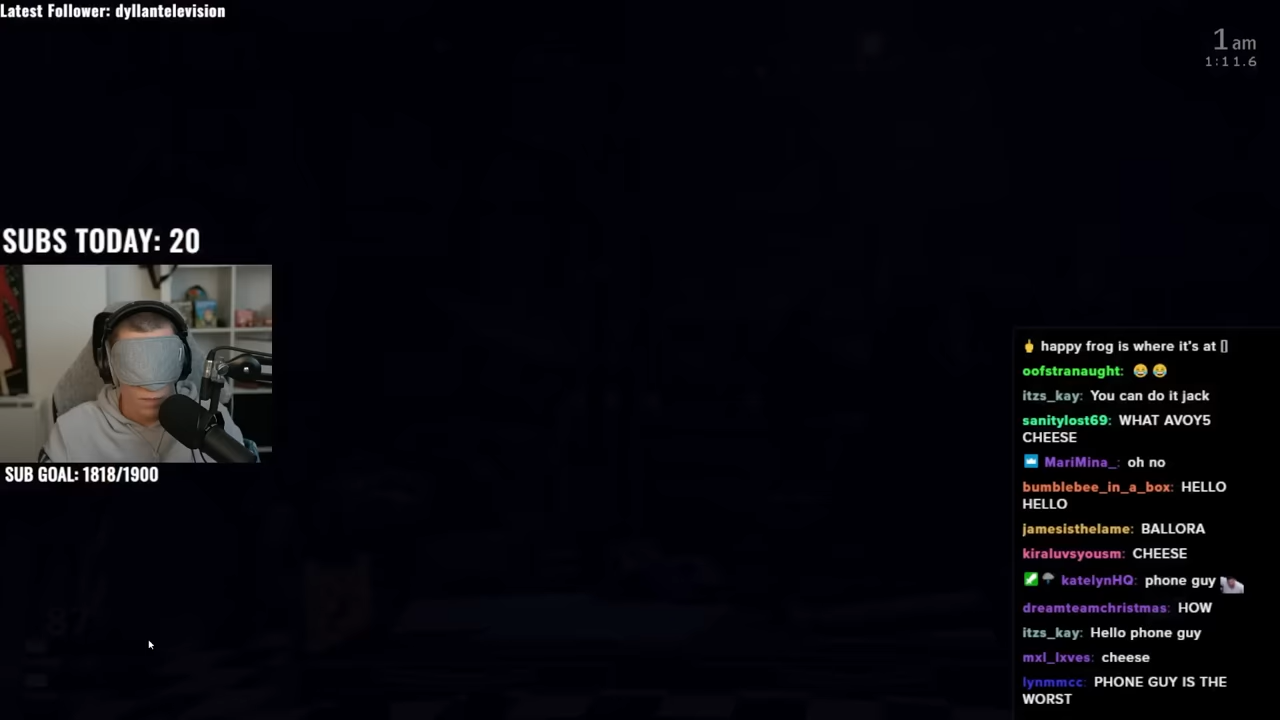 Latest Follower: dyllantelevision
1 am
1:11.6
SUBS TODAY: 20
SUB GOAL: 1818/1900
happy frog is where it's at []
oofstranaught: 😂 😂
itzs_kay: You can do it jack
sanitylost69: WHAT AVOY5
CHEESE
MariMina_: oh no
bumblebee_in_a_box: HELLO
HELLO
jamesisthelame: BALLORA
kiraluvsyousm: CHEESE
katelynHQ: phone guy
dreamteamchristmas: HOW
itzs_kay: Hello phone guy
mxl_lxves: cheese
lynmmcc: PHONE GUY IS THE
WORST